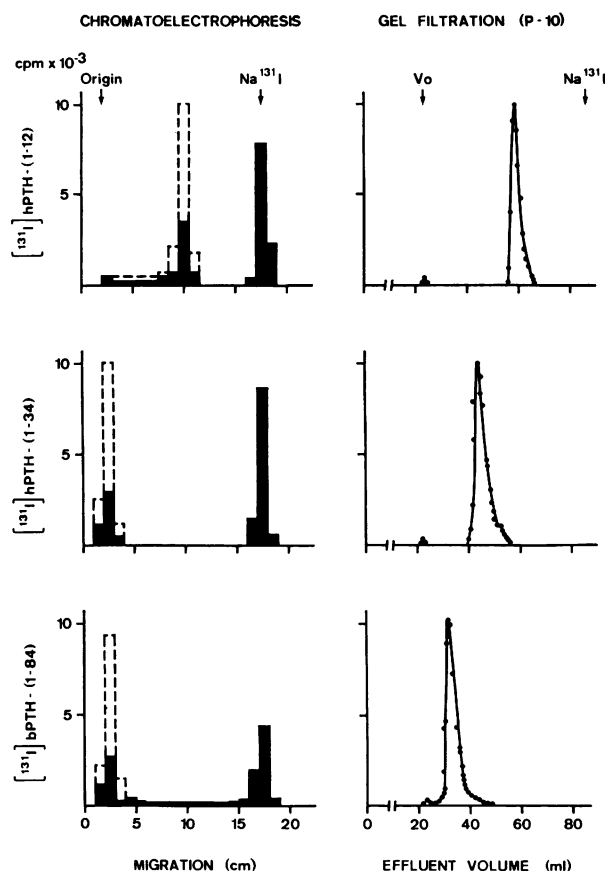 CHROMATOELECTROPHORESIS
GEL FILTRATION (P-10)
cpm x 10⁻³
Origin
Na¹³¹I
Vo
Na¹³¹I
[¹³¹I] hPTH-(1-12)
10
5
[¹³¹I] hPTH-(1-34)
10
5
[¹³¹I] bPTH-(1-84)
10
5
0 5 10 15 20
0 20 40 60 80
MIGRATION (cm)
EFFLUENT VOLUME (ml)